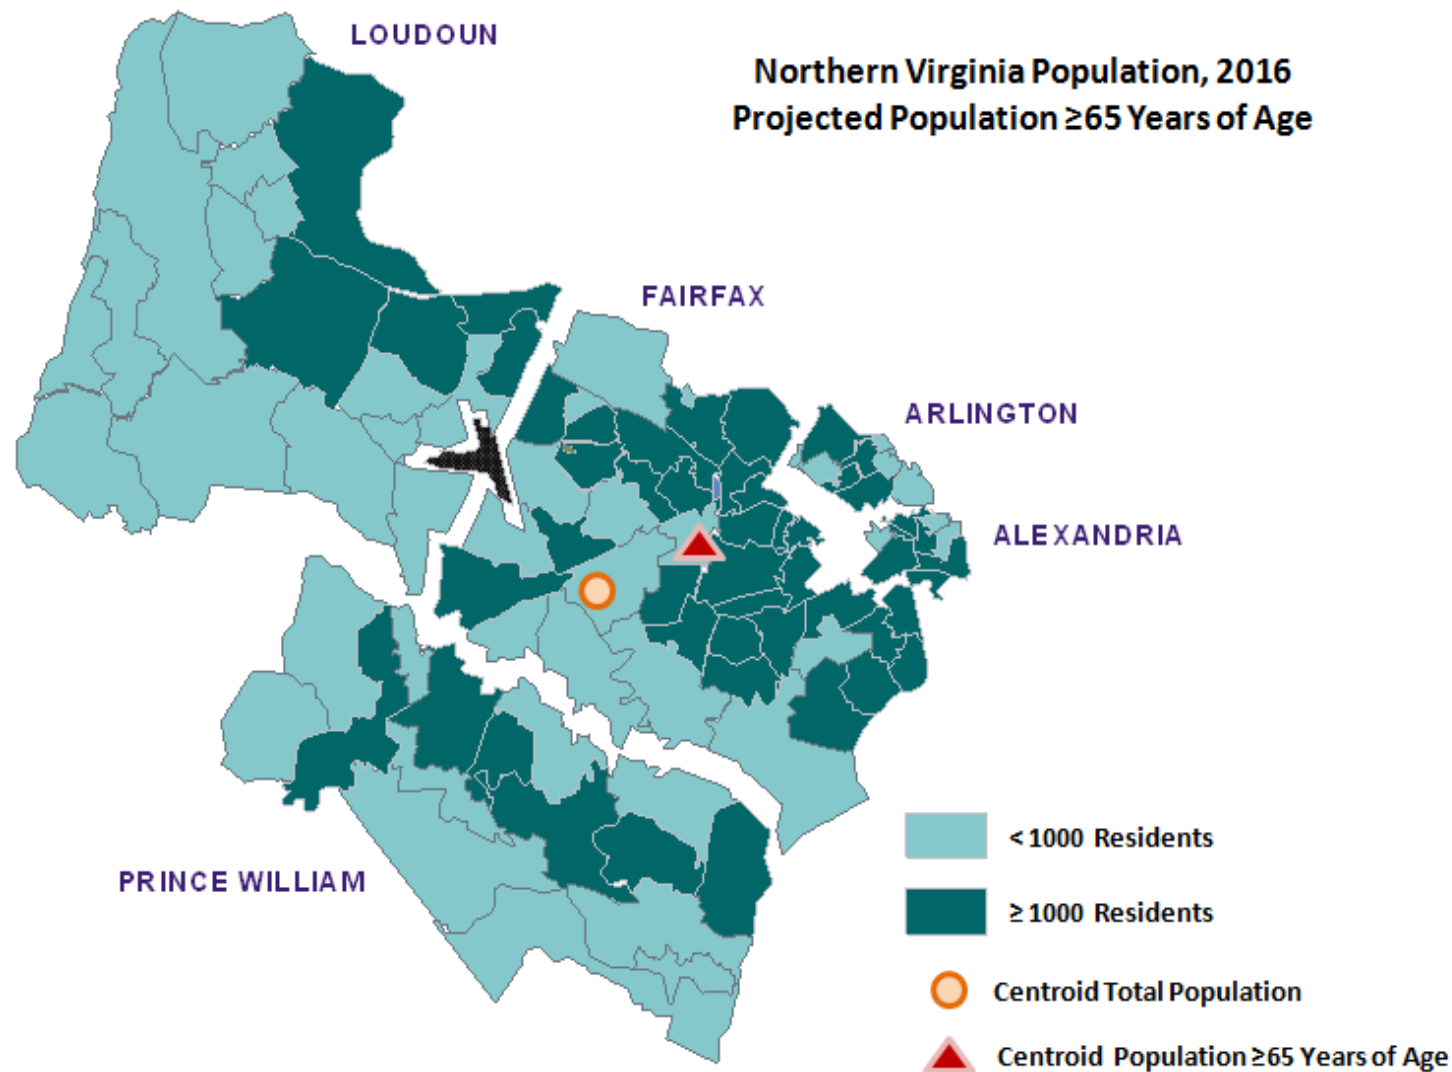 LOUDOUN
Northern Virginia Population, 2016
Projected Population ≥65 Years of Age
FAIRFAX
ARLINGTON
ALEXANDRIA
PRINCE WILLIAM
< 1000 Residents
≥ 1000 Residents
Centroid Total Population
Centroid Population ≥65 Years of Age